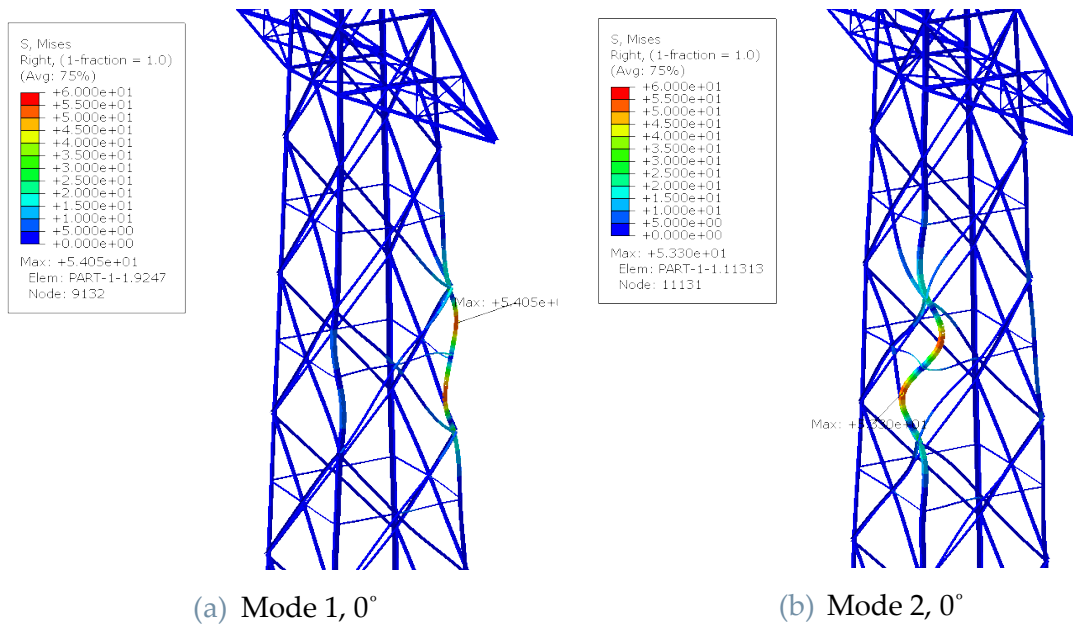 S, Mises
Right, (1-fraction = 1.0)
(Avg: 75%)
+6.000e+01
+5.500e+01
+5.000e+01
+4.500e+01
+4.000e+01
+3.500e+01
+3.000e+01
+2.500e+01
+2.000e+01
+1.500e+01
+1.000e+01
+5.000e+00
+0.000e+00
Max: +5.405e+01
Elem: PART-1-1.9247
Node: 9132
Max: +5.405e+
(a) Mode 1, 0°
S, Mises
Right, (1-fraction = 1.0)
(Avg: 75%)
+6.000e+01
+5.500e+01
+5.000e+01
+4.500e+01
+4.000e+01
+3.500e+01
+3.000e+01
+2.500e+01
+2.000e+01
+1.500e+01
+1.000e+01
+5.000e+00
+0.000e+00
Max: +5.330e+01
Elem: PART-1-1.11313
Node: 11131
Max: +5.330e+01
(b) Mode 2, 0°